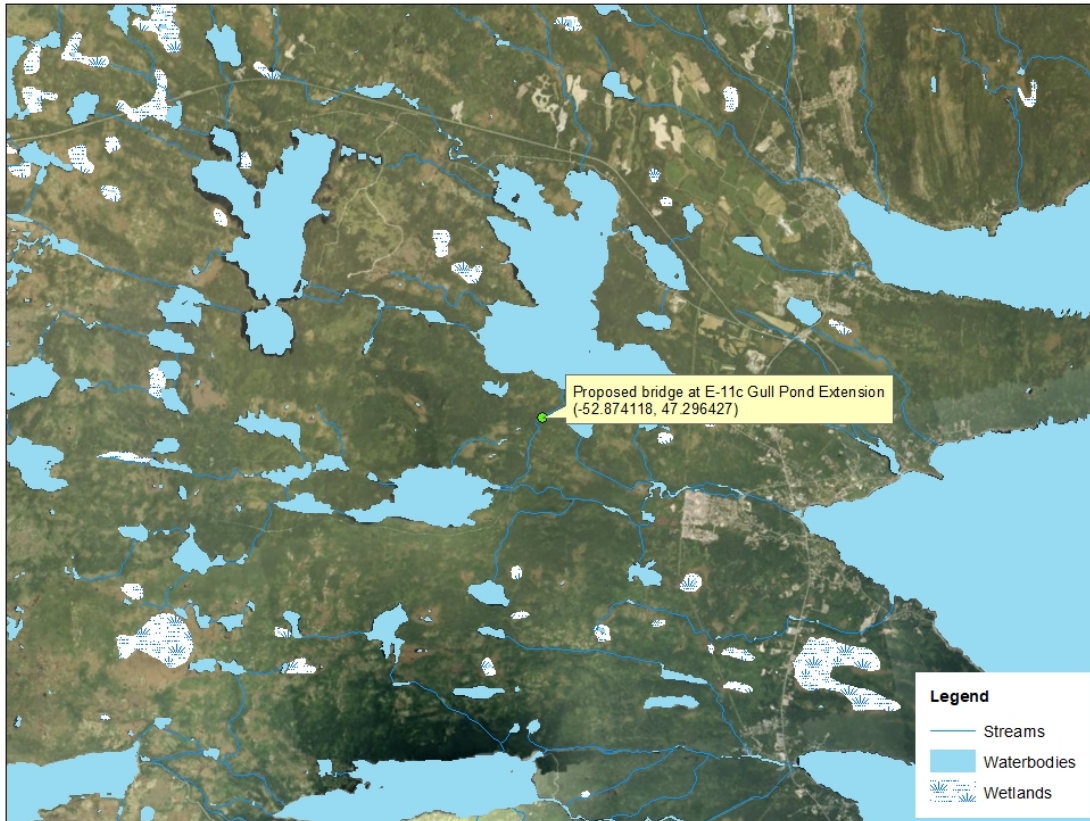 Proposed bridge at E-11c Gull Pond Extension
(-52.874118, 47.296427)
Legend
Streams
Waterbodies
Wetlands